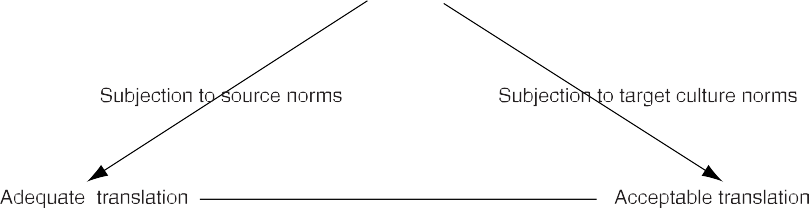 Subjection to source norms
Subjection to target culture norms
Adequate translation
Acceptable translation